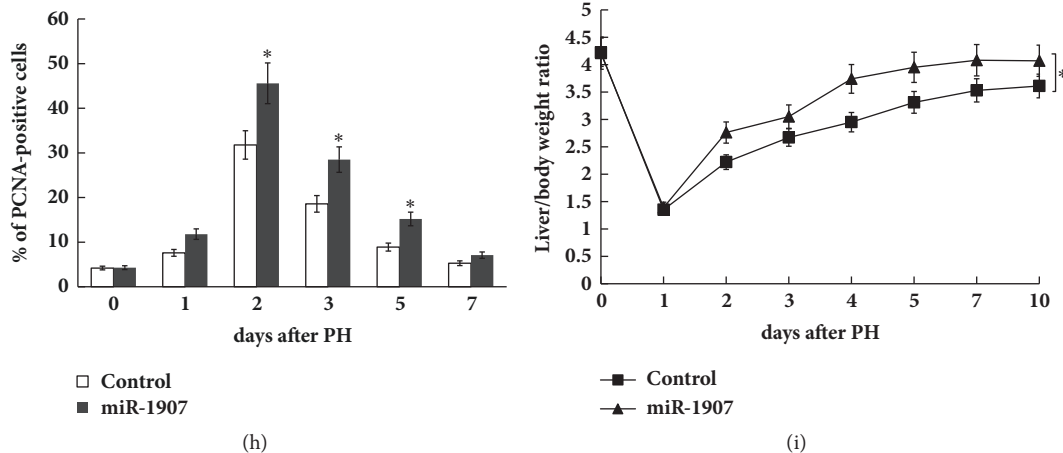 % of PCNA-positive cells
60
50
40
30
20
10
0
*
*
*
0 1 2 3 5 7
days after PH
Control
miR-1907
(h)
Liver/body weight ratio
4.5
4
3.5
3
2.5
2
1.5
1
0.5
0
*
0 1 2 3 4 5 7 10
days after PH
Control
miR-1907
(i)